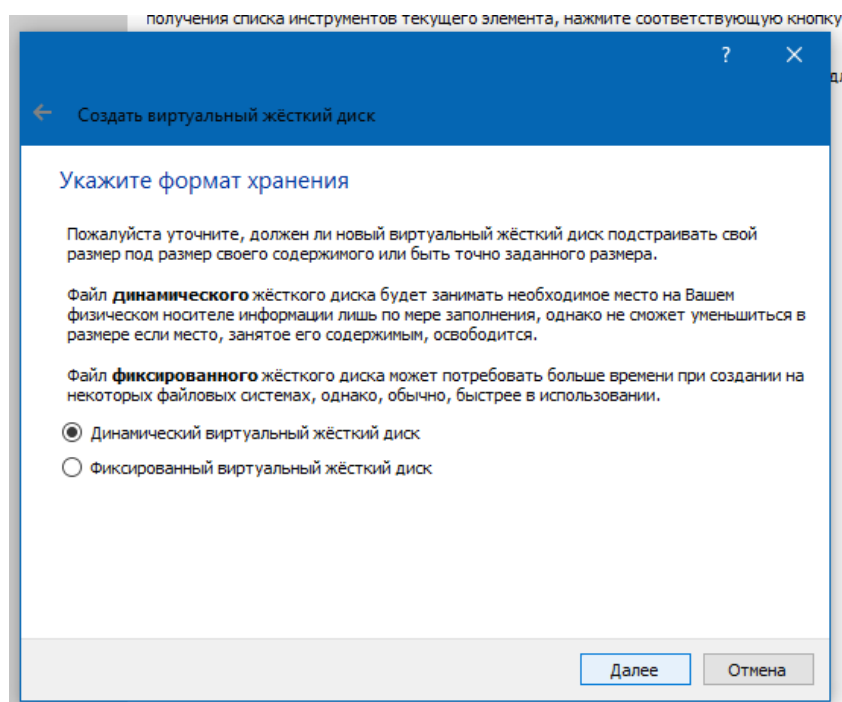 получения списка инструментов текущего элемента, нажмите соответствующую кнопку
?
Создать виртуальный жёсткий диск
Укажите формат хранения
Пожалуйста уточните, должен ли новый виртуальный жёсткий диск подстраивать свой
размер под размер своего содержимого или быть точно заданного размера.
Файл динамического жёсткого диска будет занимать необходимое место на Вашем
физическом носителе информации лишь по мере заполнения, однако не сможет уменьшиться в
размере если место, занятое его содержимым, освободится.
Файл фиксированного жёсткого диска может потребовать больше времени при создании на
некоторых файловых системах, однако, обычно, быстрее в использовании.
Динамический виртуальный жёсткий диск
Фиксированный виртуальный жёсткий диск
Далее
Отмена